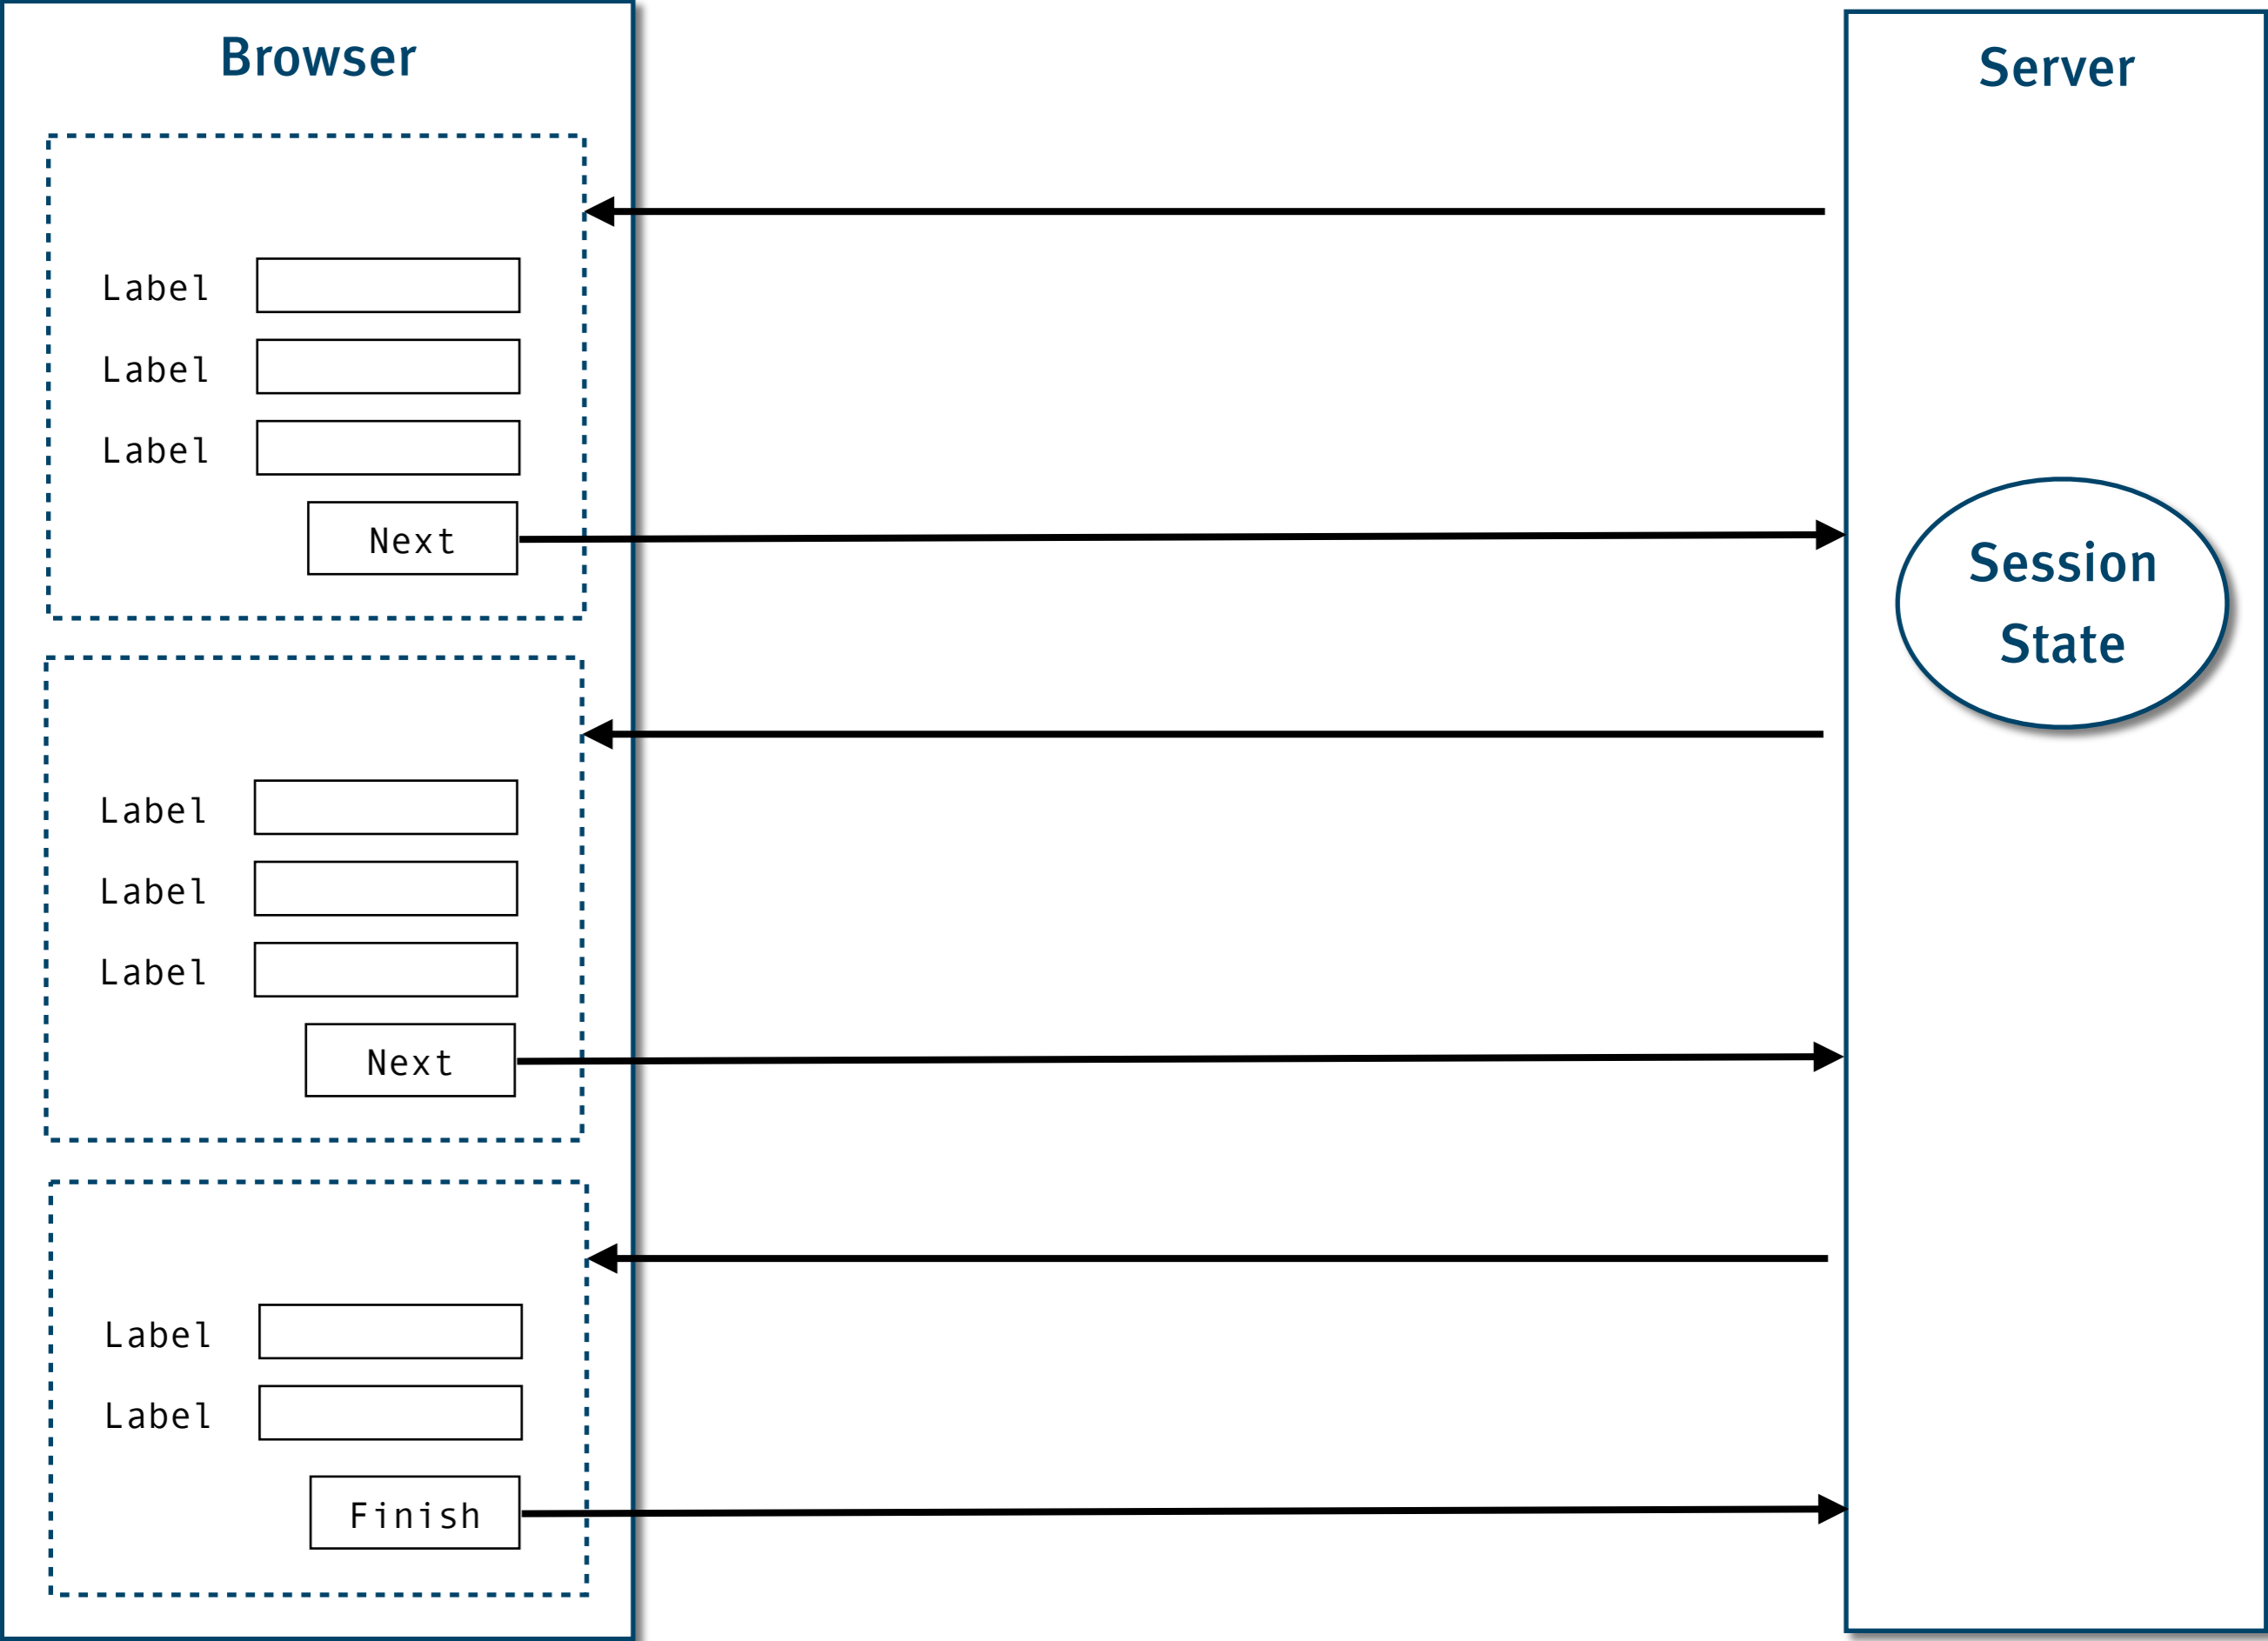 Browser
Server
Label
Label
Label
Next
Session
State
Label
Label
Label
Next
Label
Label
Finish